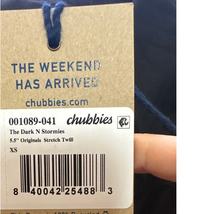 THE WEEKEND
HAS ARRIVED
chubbies.com
001089-041 chubbies
The Dark N Stormies
5.5" Originals Stretch Twill
XS
8 40042 25488 3